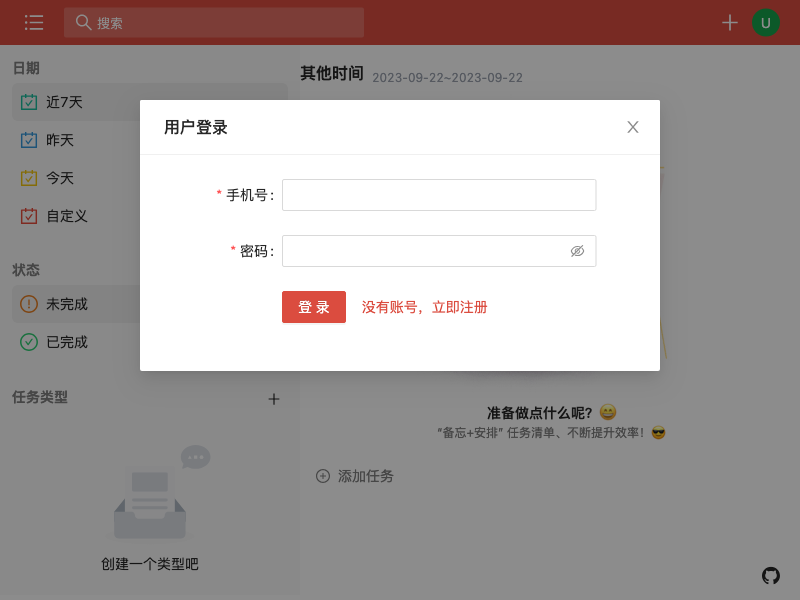 搜索
U
日期
近7天
昨天
今天
自定义
状态
未完成
已完成
任务类型
创建一个类型吧
其他时间 2023-09-22~2023-09-22
用户登录
* 手机号:
* 密码:
登 录
没有账号，立即注册
准备做点什么呢? 😀
“备忘+安排” 任务清单、不断提升效率! 😎
添加任务